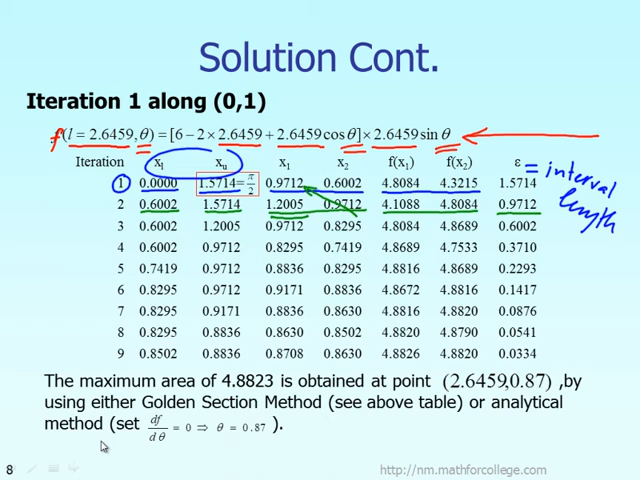 Solution Cont.
Iteration 1 along (0,1)
f(l = 2.6459, θ) = [6 − 2 × 2.6459 + 2.6459 cos θ] × 2.6459 sin θ
Iteration xl xu x1 x2 f(x1) f(x2) ε = interval length
1 0.0000 1.5714 = π/2 0.9712 0.6002 4.8084 4.3215 1.5714
2 0.6002 1.5714 1.2005 0.9712 4.1088 4.8084 0.9712
3 0.6002 1.2005 0.9712 0.8295 4.8084 4.8689 0.6002
4 0.6002 0.9712 0.8295 0.7419 4.8689 4.7533 0.3710
5 0.7419 0.9712 0.8836 0.8295 4.8816 4.8689 0.2293
6 0.8295 0.9712 0.9171 0.8836 4.8672 4.8816 0.1417
7 0.8295 0.9171 0.8836 0.8630 4.8816 4.8820 0.0876
8 0.8295 0.8836 0.8630 0.8502 4.8820 4.8790 0.0541
9 0.8502 0.8836 0.8708 0.8630 4.8826 4.8820 0.0334
The maximum area of 4.8823 is obtained at point (2.6459,0.87) ,by
using either Golden Section Method (see above table) or analytical
method (set df/dθ = 0 ⇒ θ = 0.87 ).
8 http://nm.mathforcollege.com